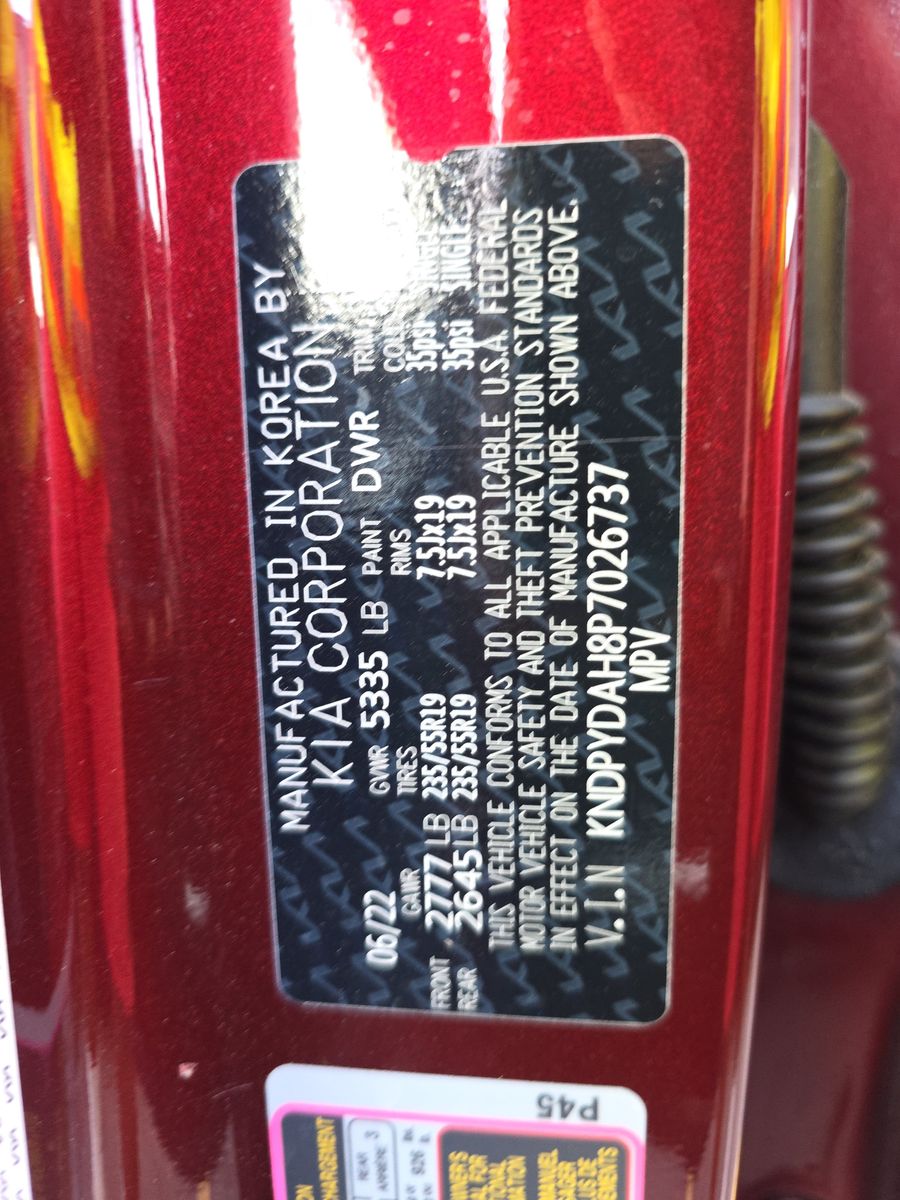 MANUFACTURED IN KOREA BY
KIA CORPORATION
06/22 GVWR 5335 LB PAINT DWR
GAWR TIRES RIMS
FRONT 2777 LB 235/55R19 7.5Jx19 35psi
REAR 2645 LB 235/55R19 7.5Jx19 35psi SINGLE
THIS VEHICLE CONFORMS TO ALL APPLICABLE U.S.A. FEDERAL
MOTOR VEHICLE SAFETY AND THEFT PREVENTION STANDARDS
IN EFFECT ON THE DATE OF MANUFACTURE SHOWN ABOVE.
V.I.N KNDPYDAH8P7026737
MPV
P45